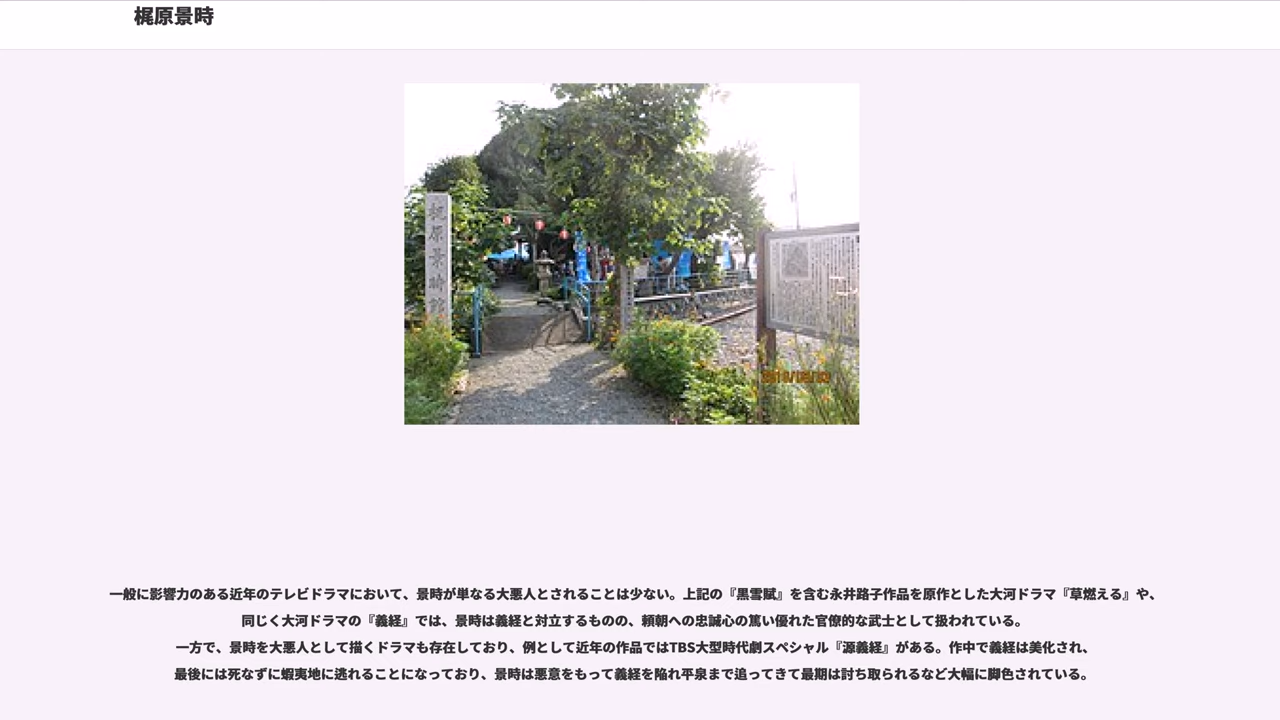 梶原景時
梶原景時館
一般に影響力のある近年のテレビドラマにおいて、景時が単なる大悪人とされることは少ない。上記の『黒雪賦』を含む永井路子作品を原作とした大河ドラマ『草燃える』や、
同じく大河ドラマの『義経』では、景時は義経と対立するものの、頼朝への忠誠心の篤い優れた官僚的な武士として扱われている。
一方で、景時を大悪人として描くドラマも存在しており、例として近年の作品ではTBS大型時代劇スペシャル『源義経』がある。作中で義経は美化され、
最後には死なずに蝦夷地に逃れることになっており、景時は悪意をもって義経を陥れ平泉まで追ってきて最期は討ち取られるなど大幅に脚色されている。